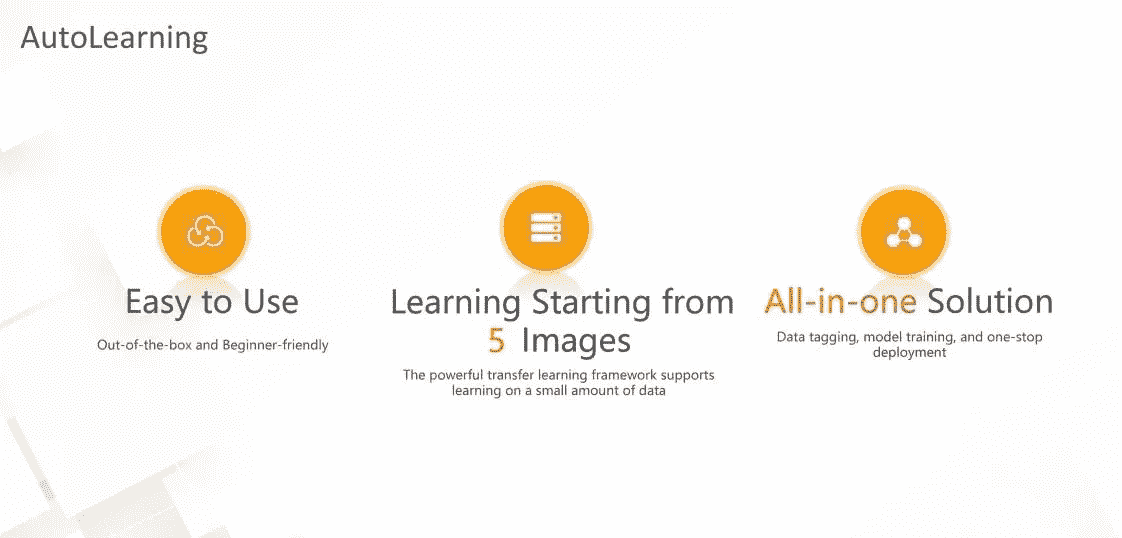 AutoLearning
Easy to Use
Out-of-the-box and Beginner-friendly
Learning Starting from
5 Images
The powerful transfer learning framework supports
learning on a small amount of data
All-in-one Solution
Data tagging, model training, and one-stop
deployment